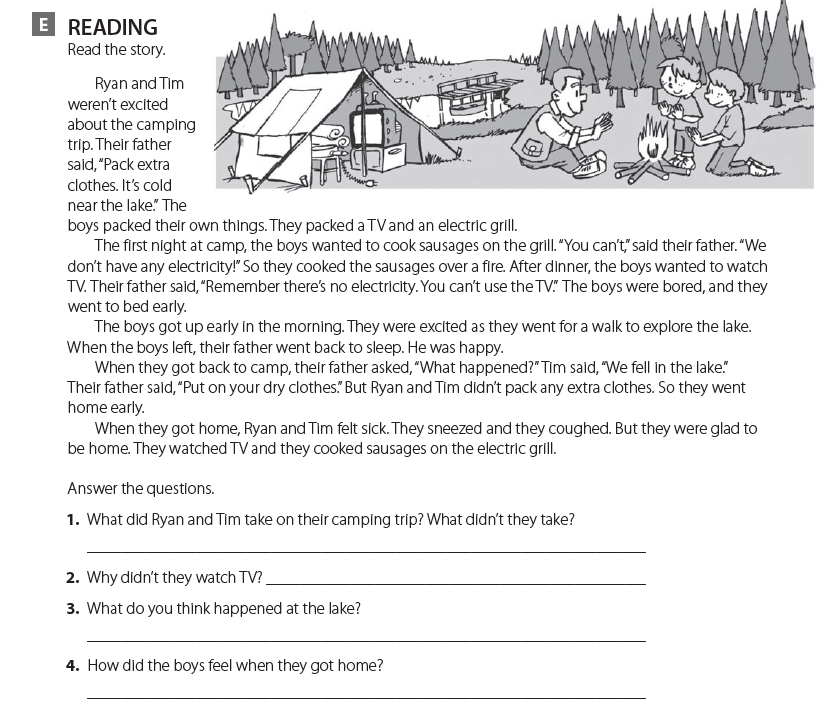 E READING
Read the story.
Ryan and Tim
weren't excited
about the camping
trip. Their father
said, "Pack extra
clothes. It's cold
near the lake." The
boys packed their own things. They packed a TV and an electric grill.
The first night at camp, the boys wanted to cook sausages on the grill. "You can't," said their father. "We
don't have any electricity!" So they cooked the sausages over a fire. After dinner, the boys wanted to watch
TV. Their father said, "Remember there's no electricity. You can't use the TV." The boys were bored, and they
went to bed early.
The boys got up early in the morning. They were excited as they went for a walk to explore the lake.
When the boys left, their father went back to sleep. He was happy.
When they got back to camp, their father asked, "What happened?" Tim said, "We fell in the lake."
Their father said, "Put on your dry clothes." But Ryan and Tim didn't pack any extra clothes. So they went
home early.
When they got home, Ryan and Tim felt sick. They sneezed and they coughed. But they were glad to
be home. They watched TV and they cooked sausages on the electric grill.
Answer the questions.
1. What did Ryan and Tim take on their camping trip? What didn't they take?
2. Why didn't they watch TV?
3. What do you think happened at the lake?
4. How did the boys feel when they got home?